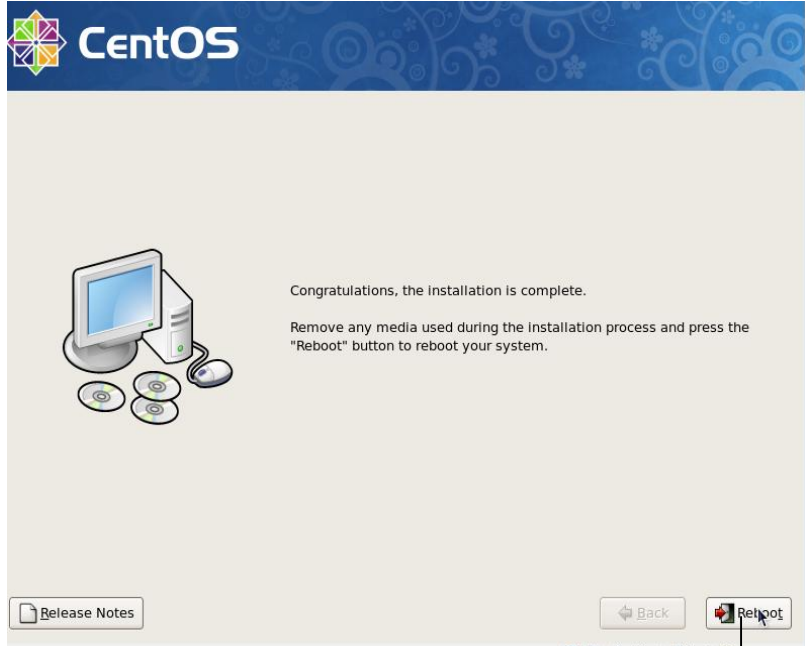 CentOS
Congratulations, the installation is complete.
Remove any media used during the installation process and press the
"Reboot" button to reboot your system.
Release Notes
Back
Reboot